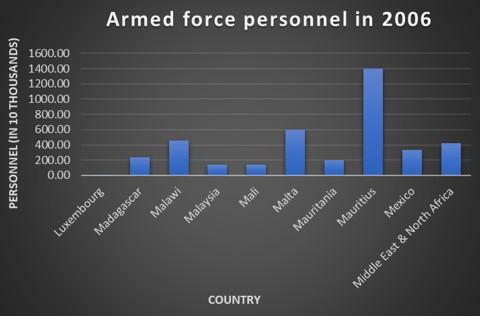 Armed force personnel in 2006
PERSONNEL (IN 10 THOUSANDS)
1600.00
1400.00
1200.00
1000.00
800.00
600.00
400.00
200.00
0.00
Luxembourg
Madagascar
Malawi
Malaysia
Mali
Malta
Mauritania
Mauritius
Mexico
Middle East & North Africa
COUNTRY